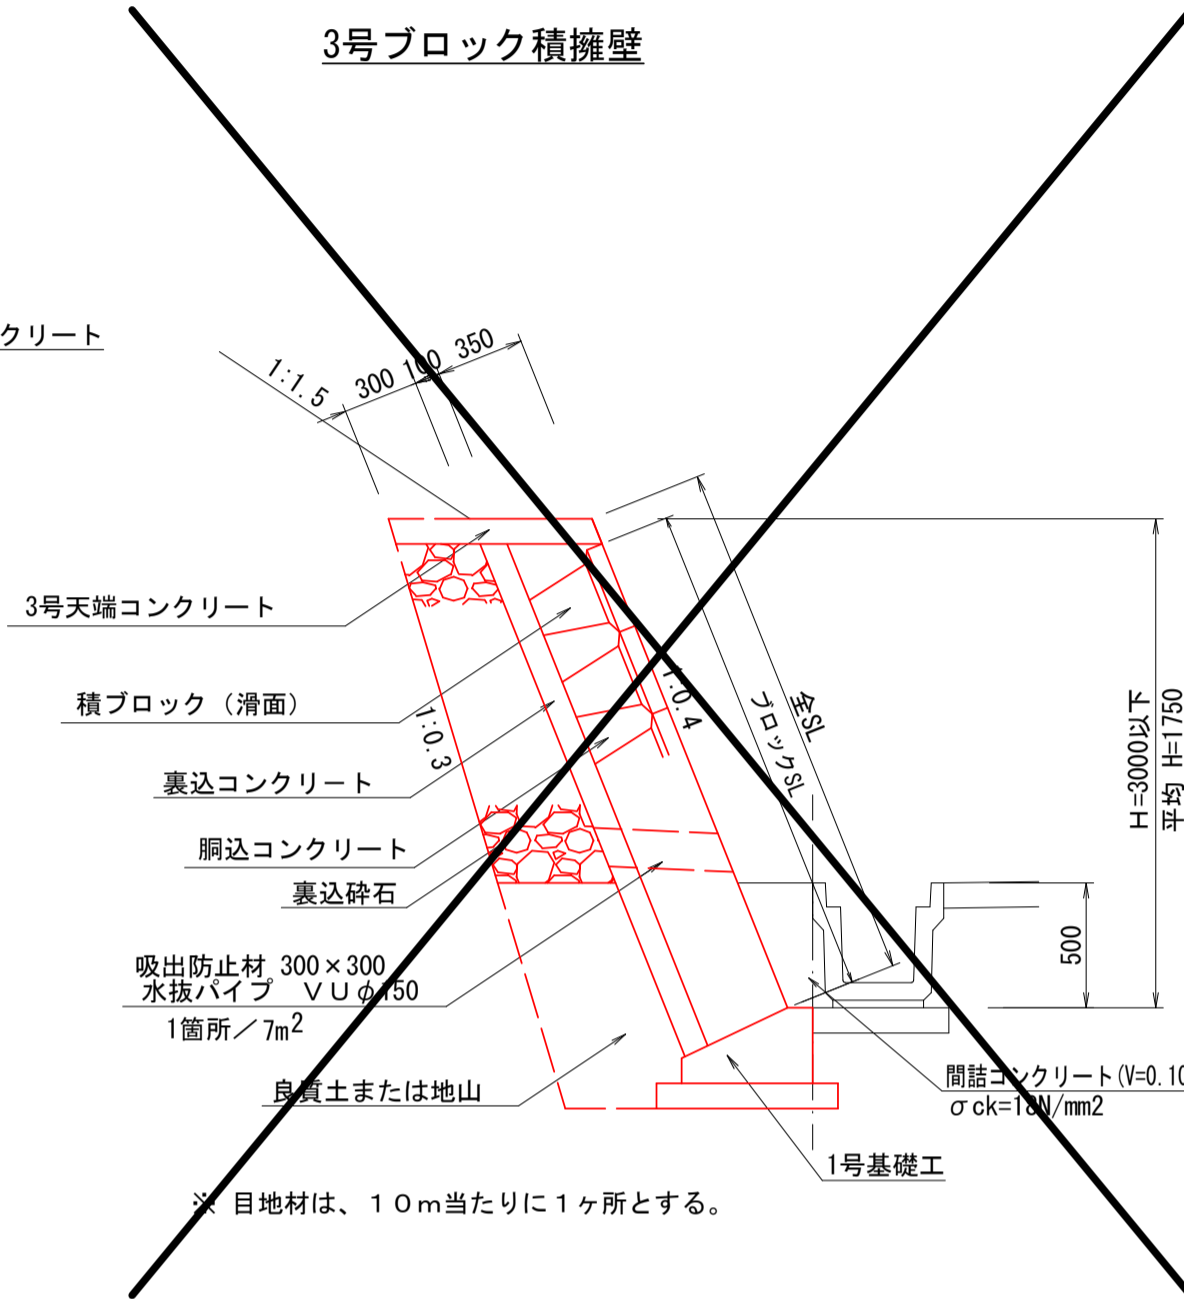 3号ブロック積擁壁
クリート
1:1.5
300
100
350
3号天端コンクリート
積ブロック（滑面）
1:0.3
1:0.4
全SL
ブロックSL
裏込コンクリート
胴込コンクリート
裏込砕石
H=3000以下
平均 H=1750
500
吸出防止材 300×300
水抜パイプ ＶＵφ150
1箇所／7m²
良質土または地山
間詰コンクリート(V=0.10
σck=18N/mm2
1号基礎工
※ 目地材は、１０ｍ当たりに１ヶ所とする。